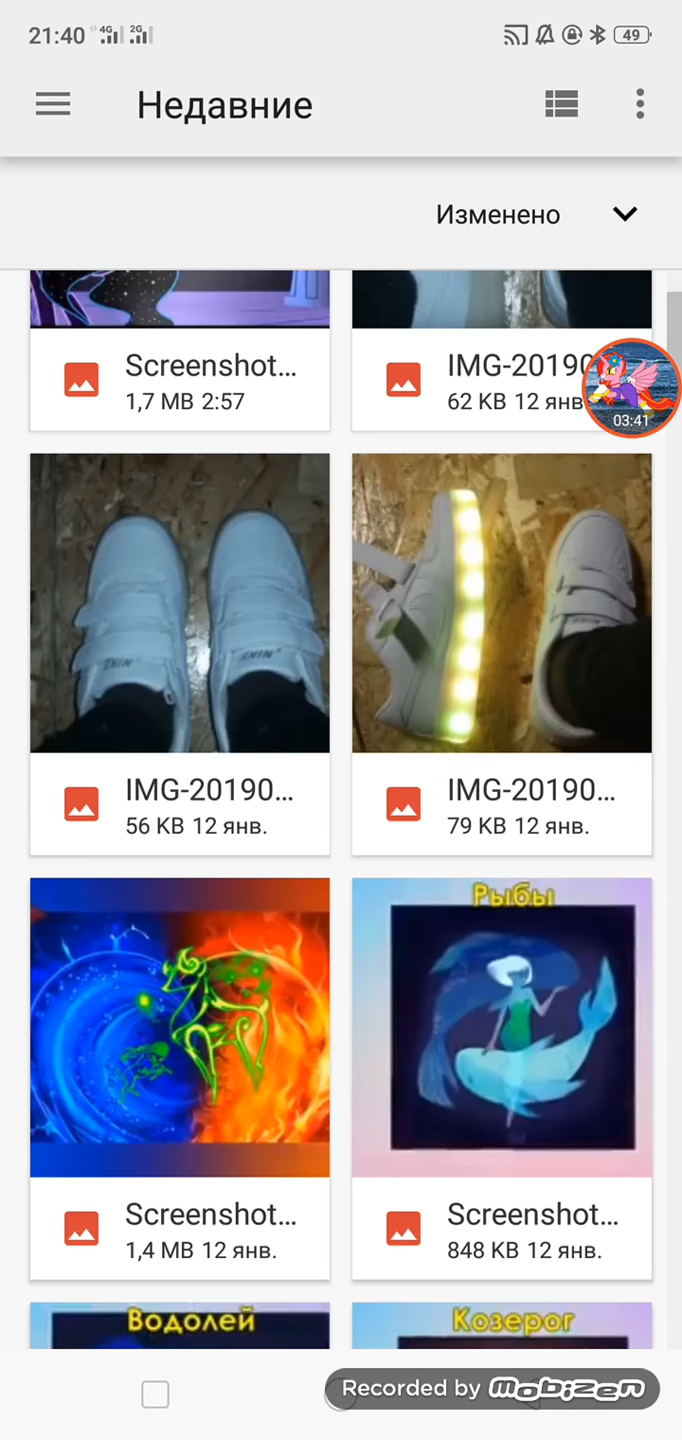 21:40 4G 2G 49
Недавние
Изменено
Screenshot...
1,7 MB 2:57
IMG-20190
62 KB 12 янв
03:41
IMG-20190...
56 KB 12 янв.
IMG-20190...
79 KB 12 янв.
Рыбы
Screenshot...
1,4 MB 12 янв.
Screenshot...
848 KB 12 янв.
Водолей
Козерог
Recorded by mobizen